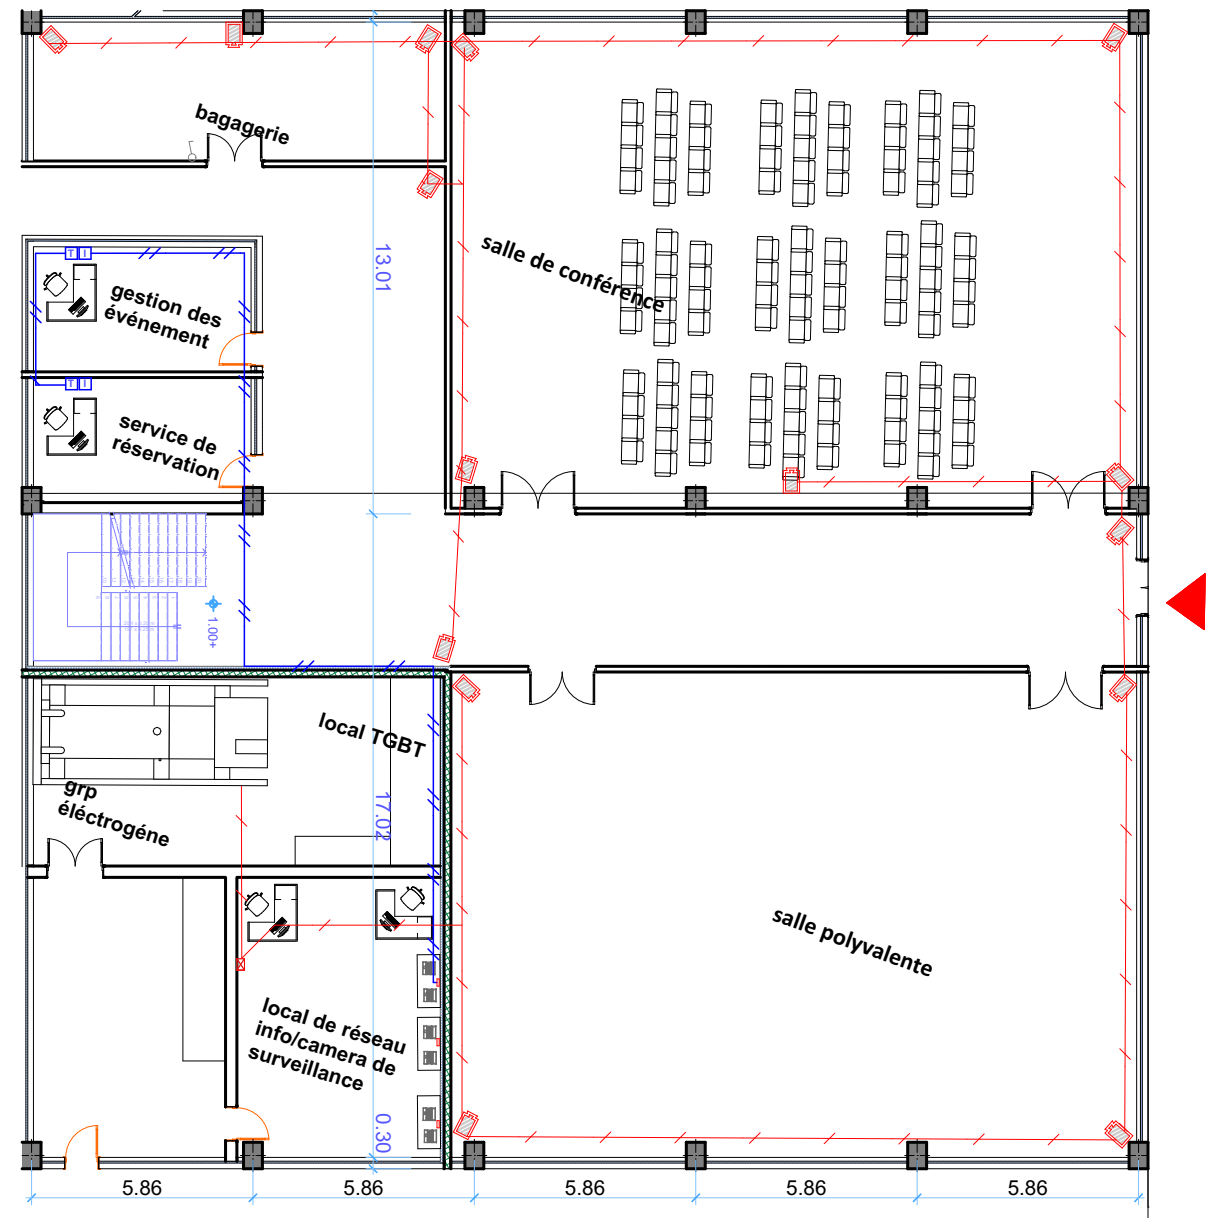 bagagerie
13.01
salle de conférence
T I
gestion des
événement
T I
service de
réservation
1.00+
local TGBT
grp
éléctrogéne
17.02
salle polyvalente
local de réseau
info/camera de
surveillance
0.30
5.86 5.86 5.86 5.86 5.86